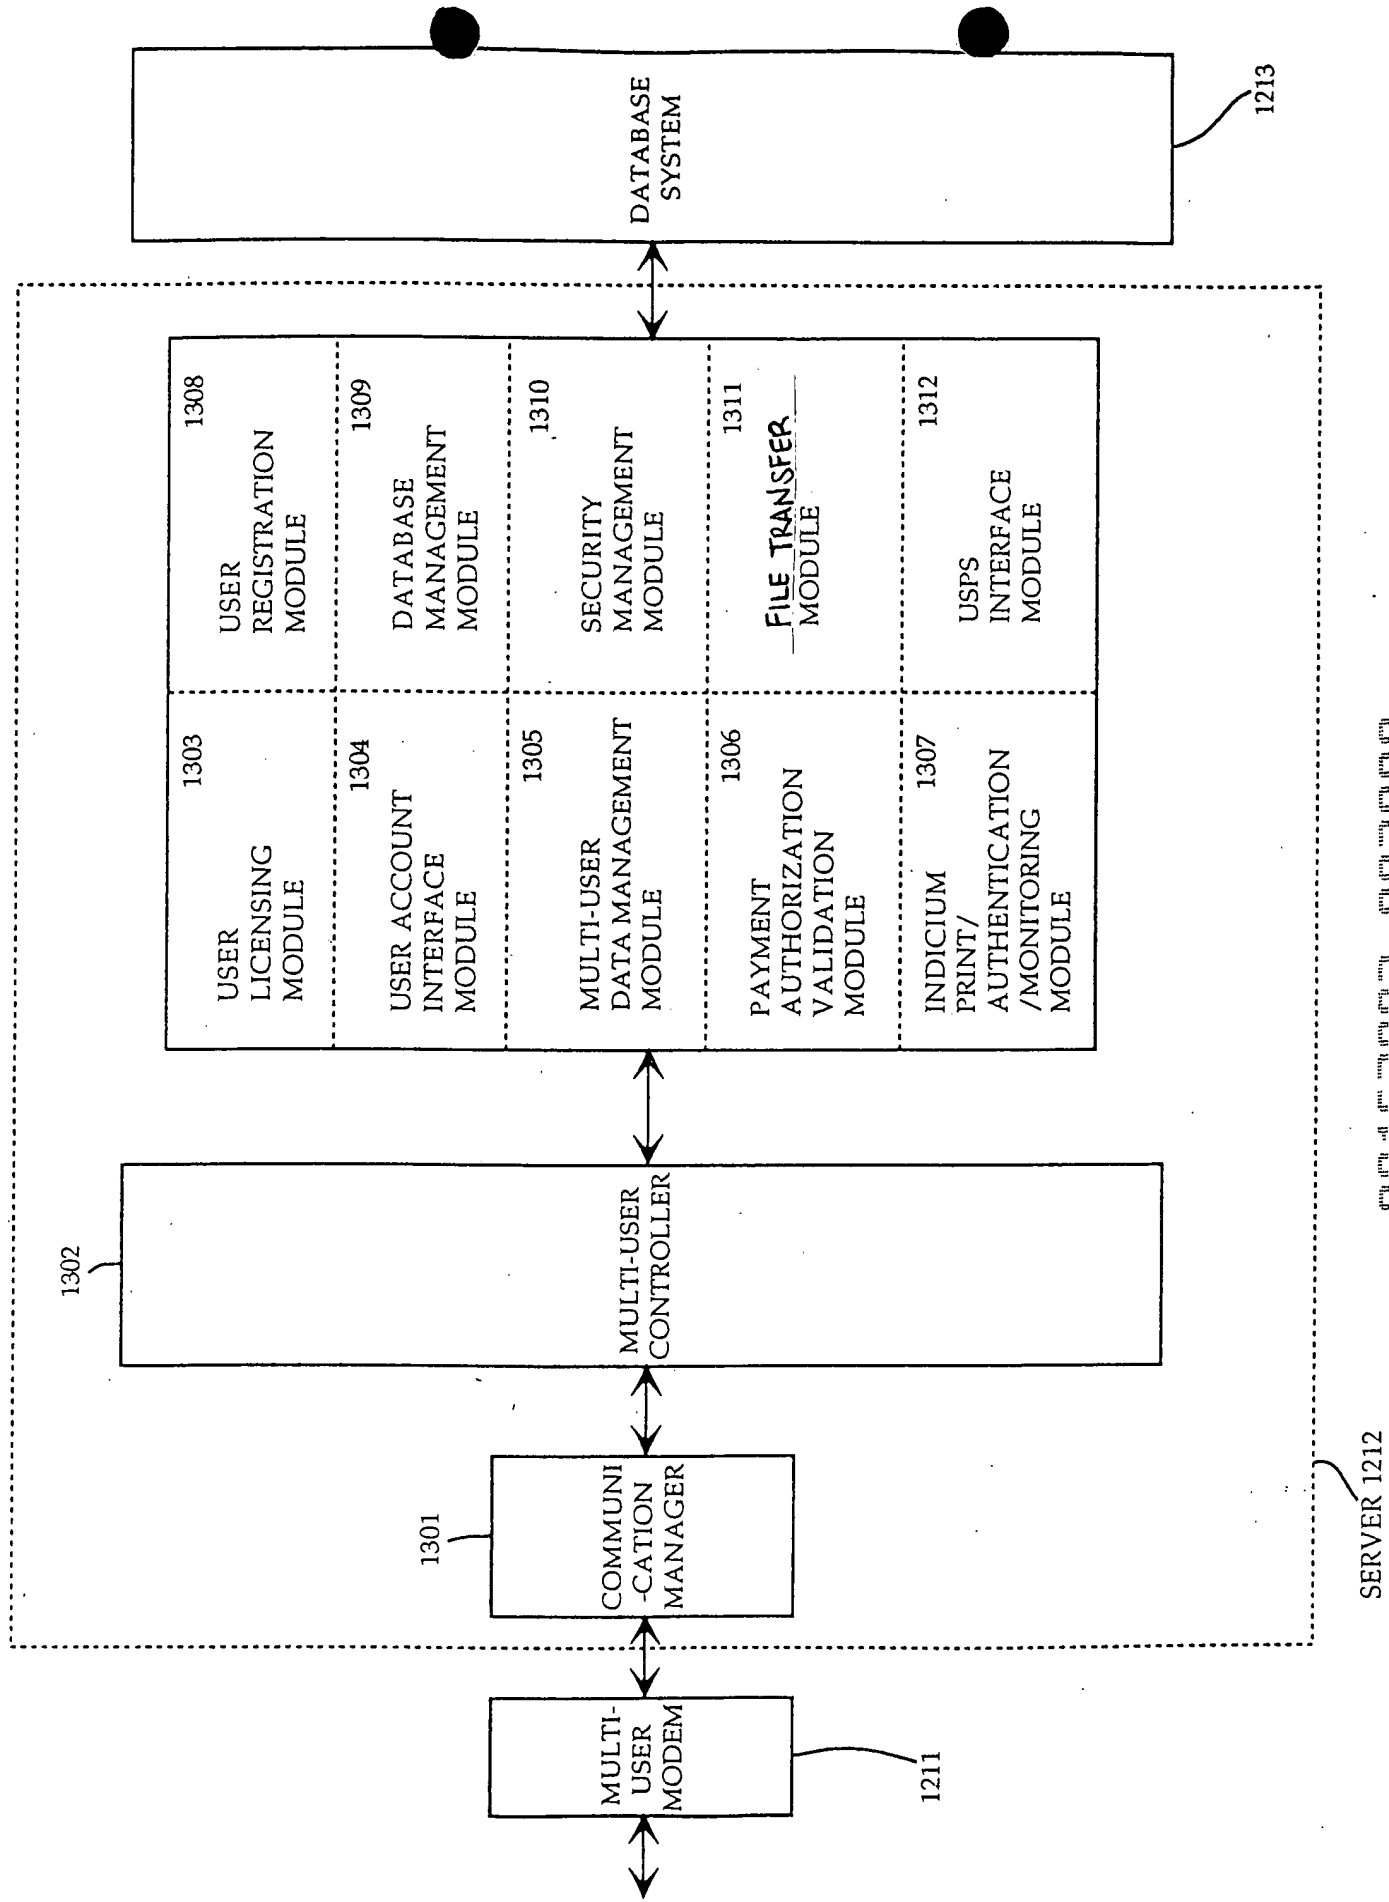 1302
1301
MULTI-
USER
MODEM
1211
COMMUNI
-CATION
MANAGER
MULTI-USER
CONTROLLER
1303
USER
LICENSING
MODULE
1308
USER
REGISTRATION
MODULE
1304
USER ACCOUNT
INTERFACE
MODULE
1309
DATABASE
MANAGEMENT
MODULE
1305
MULTI-USER
DATA MANAGEMENT
MODULE
1310
SECURITY
MANAGEMENT
MODULE
1306
PAYMENT
AUTHORIZATION
VALIDATION
MODULE
1311
FILE TRANSFER
MODULE
1307
INDICIUM
PRINT/
AUTHENTICATION
/MONITORING
MODULE
1312
USPS
INTERFACE
MODULE
DATABASE
SYSTEM
1213
SERVER 1212